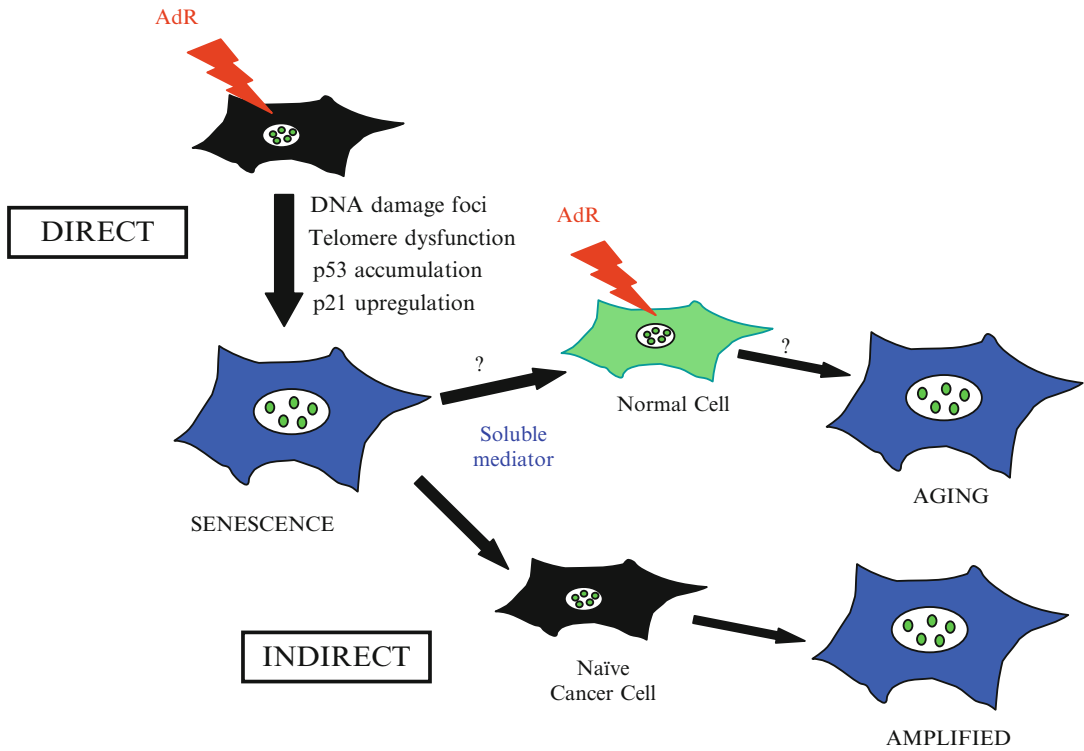 AdR
DIRECT
DNA damage foci
Telomere dysfunction
p53 accumulation
p21 upregulation
AdR
?
?
Normal Cell
Soluble
mediator
SENESCENCE
AGING
INDIRECT
Naïve
Cancer Cell
AMPLIFIED